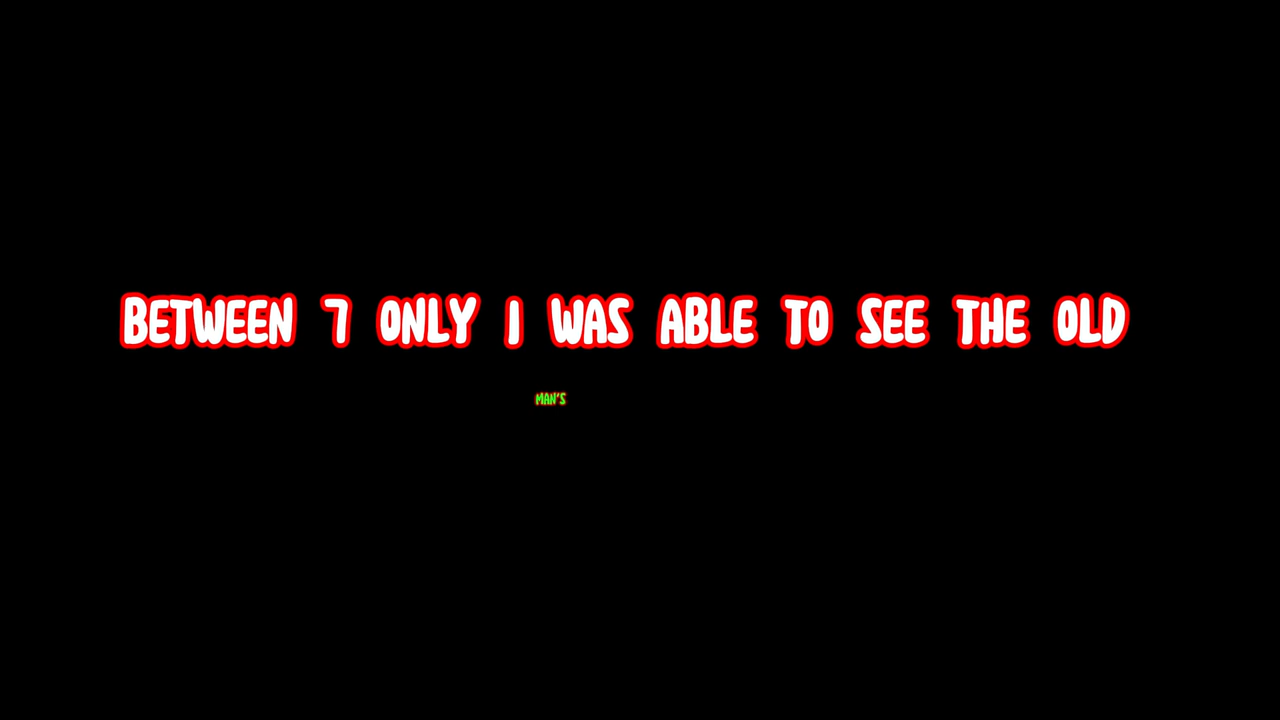 BETWEEN 7 ONLY I WAS ABLE TO SEE THE OLD
MAN'S